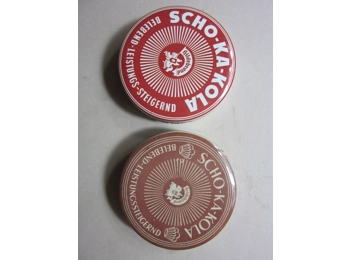 SCHO-KA-KOLA
BELEBEND-LEISTUNGS-STEIGERND
SCHO-KA-KOLA
BELEBEND-LEISTUNGSSTEIGERND